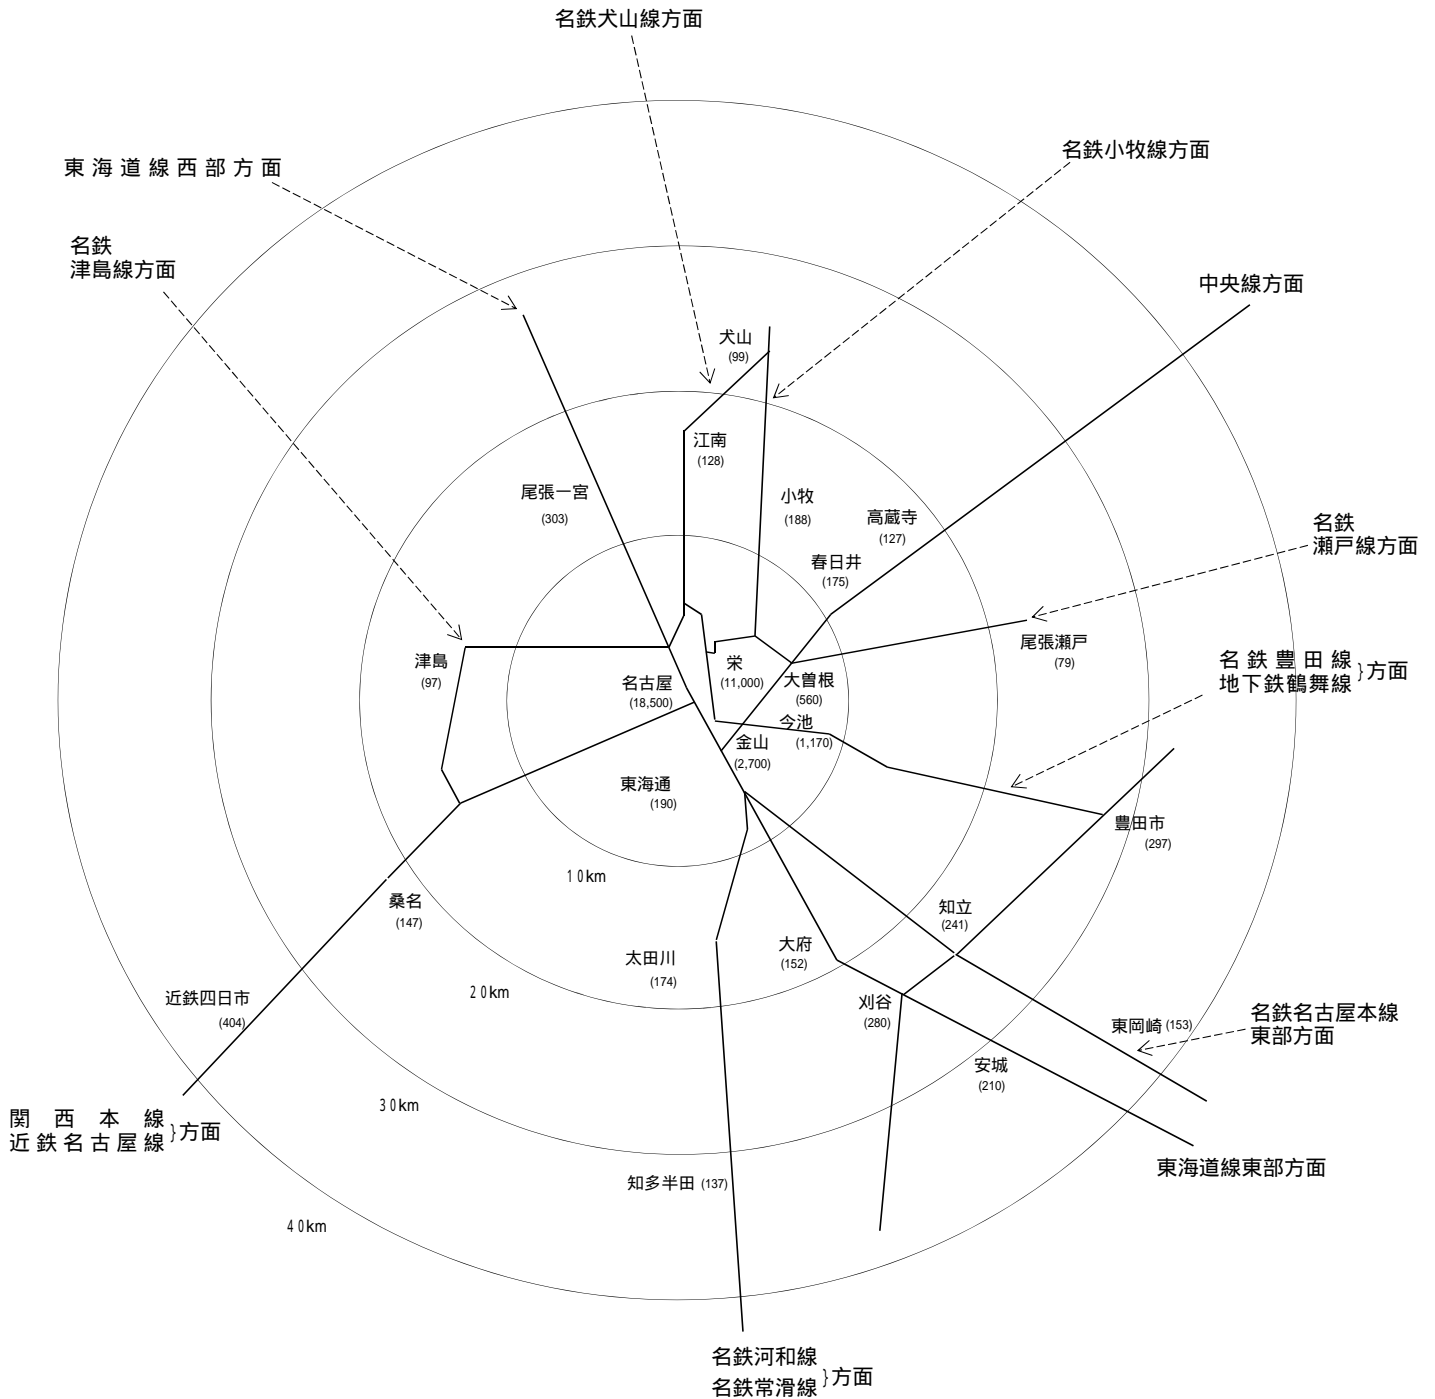 名鉄犬山線方面
東海道線西部方面
名鉄小牧線方面
名鉄
津島線方面
中央線方面
犬山
(99)
江南
(128)
尾張一宮
(303)
小牧
(188)
高蔵寺
(127)
名鉄
瀬戸線方面
春日井
(175)
尾張瀬戸
(79)
津島
(97)
栄
(11,000)
名古屋
(18,500)
大曽根
(560)
名鉄豊田線
地下鉄鶴舞線
}方面
今池
(1,170)
金山
(2,700)
東海通
(190)
豊田市
(297)
10km
桑名
(147)
知立
(241)
太田川
(174)
大府
(152)
20km
近鉄四日市
(404)
刈谷
(280)
東岡崎 (153)
名鉄名古屋本線
東部方面
安城
(210)
30km
関西本線
近鉄名古屋線
}方面
東海道線東部方面
知多半田 (137)
40km
名鉄河和線
名鉄常滑線
}方面